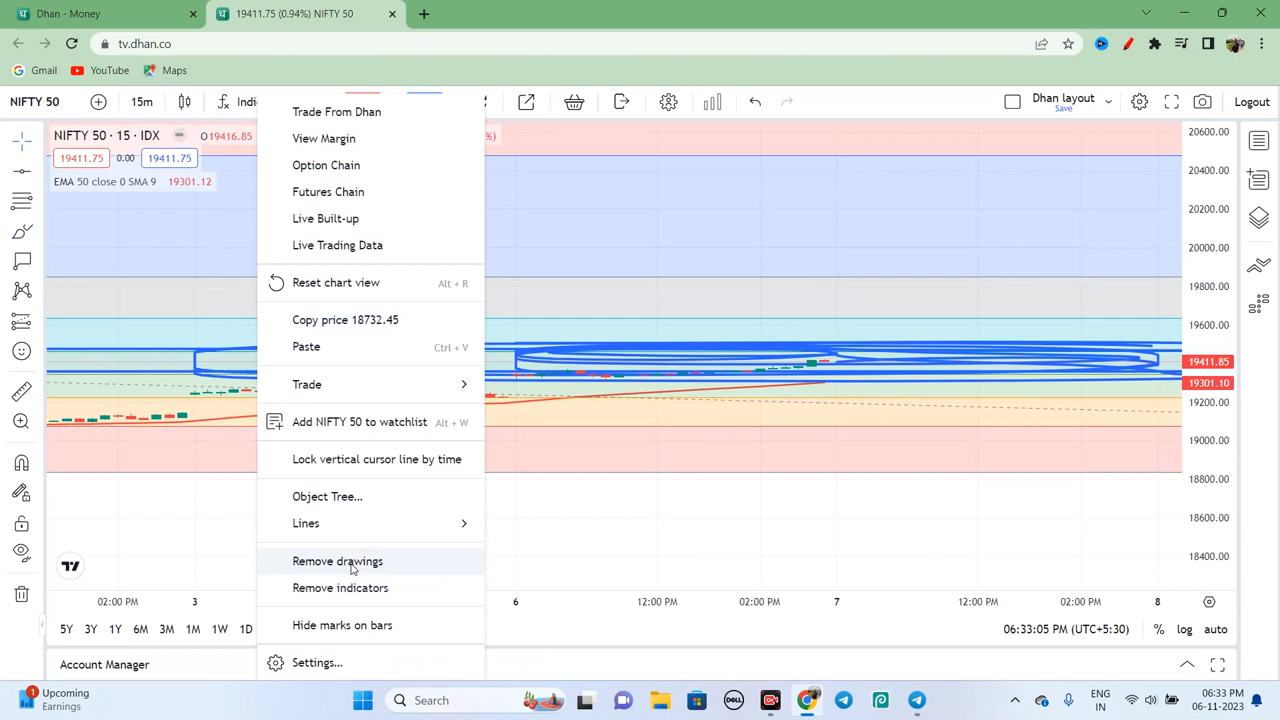 Dhan - Money
19411.75 (0.94%) NIFTY 50
tv.dhan.co
Gmail
YouTube
Maps
NIFTY 50
15m
Indi
Dhan layout
Save
Logout
NIFTY 50 · 15 · IDX
O19416.85
%)
19411.75
0.00
19411.75
EMA 50 close 0 SMA 9 19301.12
Trade From Dhan
View Margin
Option Chain
Futures Chain
Live Built-up
Live Trading Data
Reset chart view Alt + R
Copy price 18732.45
Paste Ctrl + V
Trade
Add NIFTY 50 to watchlist Alt + W
Lock vertical cursor line by time
Object Tree...
Lines
Remove drawings
Remove indicators
Hide marks on bars
Settings...
20600.00
20400.00
20200.00
20000.00
19800.00
19600.00
19411.85
19301.10
19200.00
19000.00
18800.00
18600.00
18400.00
02:00 PM 3 6 12:00 PM 02:00 PM 7 12:00 PM 02:00 PM 8
5Y 3Y 1Y 6M 3M 1M 1W 1D
06:33:05 PM (UTC+5:30) % log auto
Account Manager
1
Upcoming
Earnings
Search
DELL
ENG
IN
06:33 PM
06-11-2023